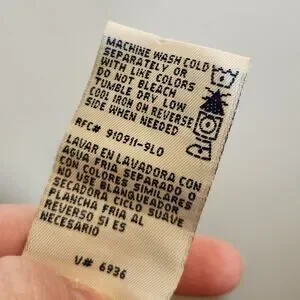 MACHINE WASH COLD
SEPARATELY OR
WITH LIKE COLORS
DO NOT BLEACH
TUMBLE DRY LOW
COOL IRON ON REVERSE
SIDE WHEN NEEDED
RFC# 910911-9L0
LAVAR EN LAVADORA CON
AGUA FRIA SEPARADO O
CON COLORES SIMILARES
NO USE BLANQUEADOR
SECADORA CICLO SUAVE
PLANCHA FRIA AL
REVERSO SI ES
NECESARIO
V# 6936